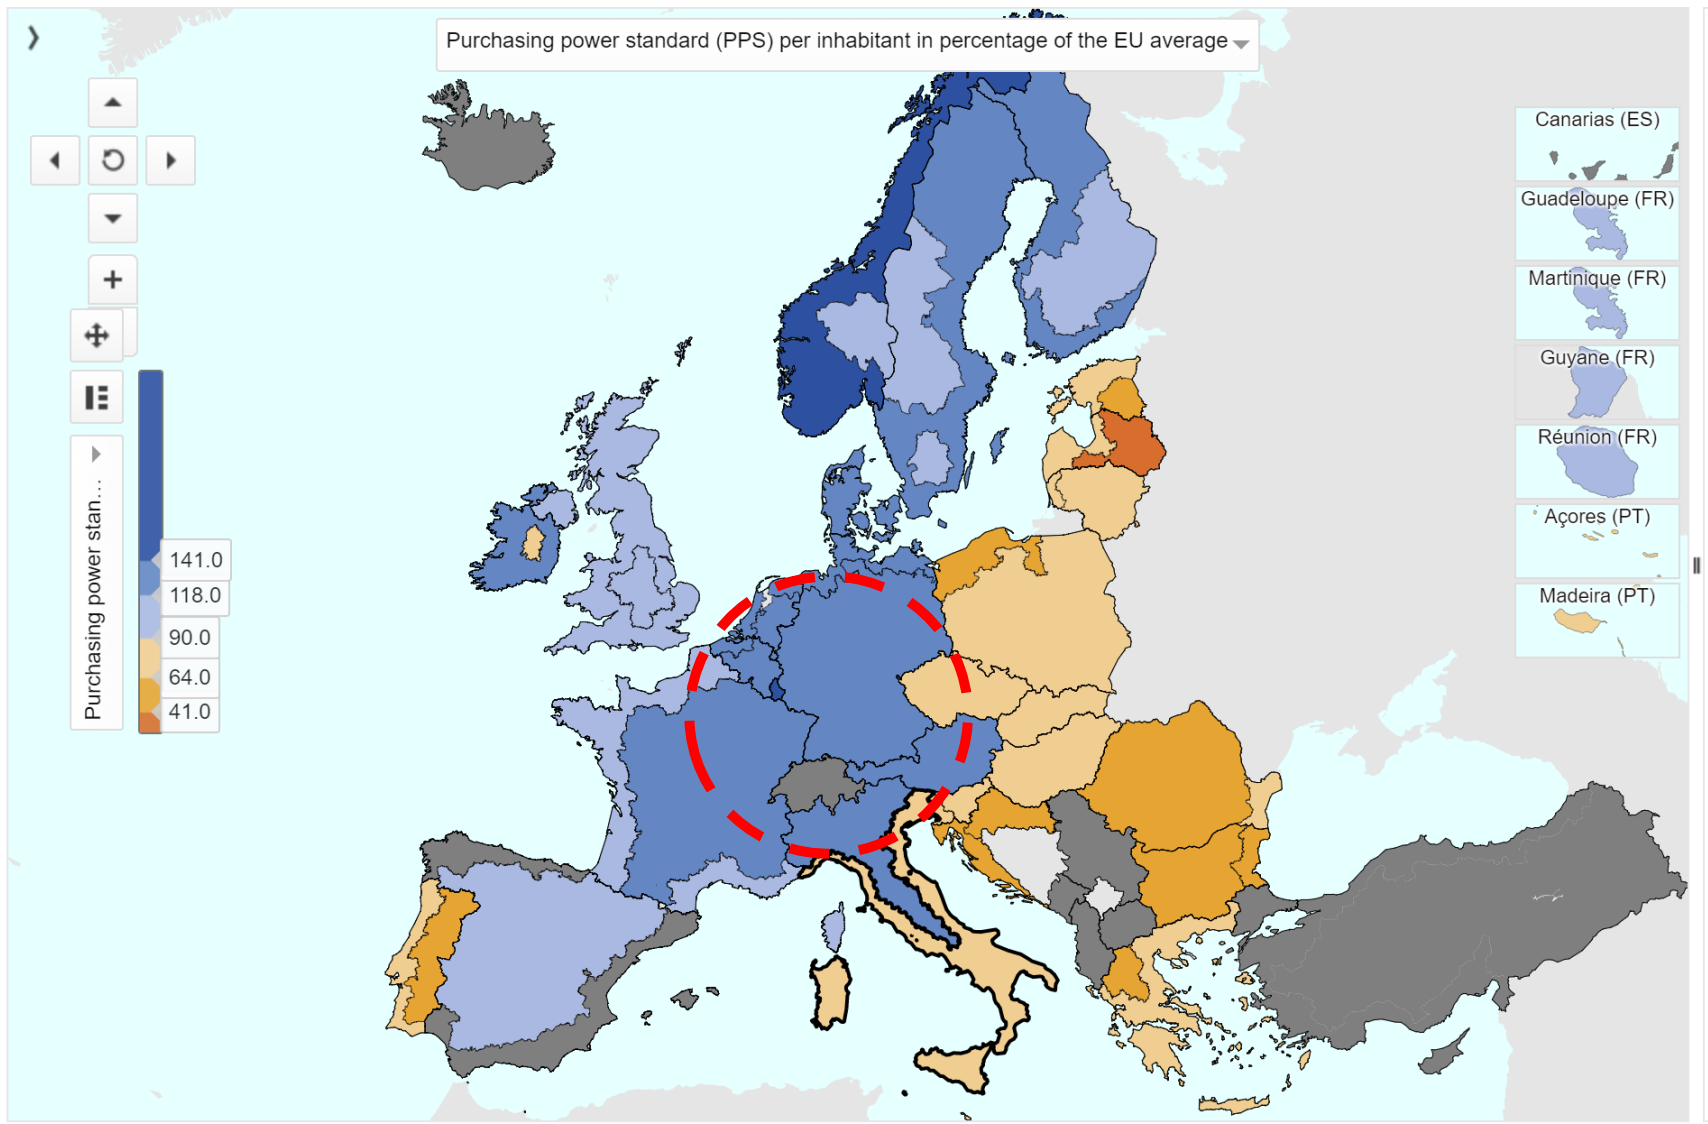 Purchasing power standard (PPS) per inhabitant in percentage of the EU average
Canarias (ES)
Guadeloupe (FR)
Martinique (FR)
Guyane (FR)
Réunion (FR)
Açores (PT)
Madeira (PT)
Purchasing power stan...
141.0
118.0
90.0
64.0
41.0